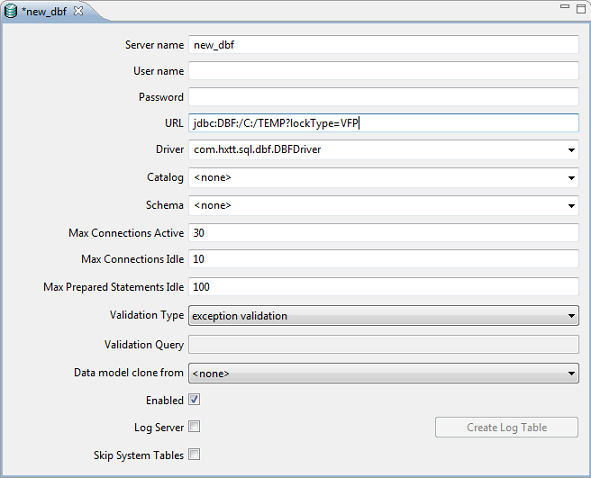 *new_dbf
Server name new_dbf
User name
Password
URL jdbc:DBF:/C:/TEMP?lockType=VFP
Driver com.hxtt.sql.dbf.DBFDriver
Catalog <none>
Schema <none>
Max Connections Active 30
Max Connections Idle 10
Max Prepared Statements Idle 100
Validation Type exception validation
Validation Query
Data model clone from <none>
Enabled
Log Server Create Log Table
Skip System Tables